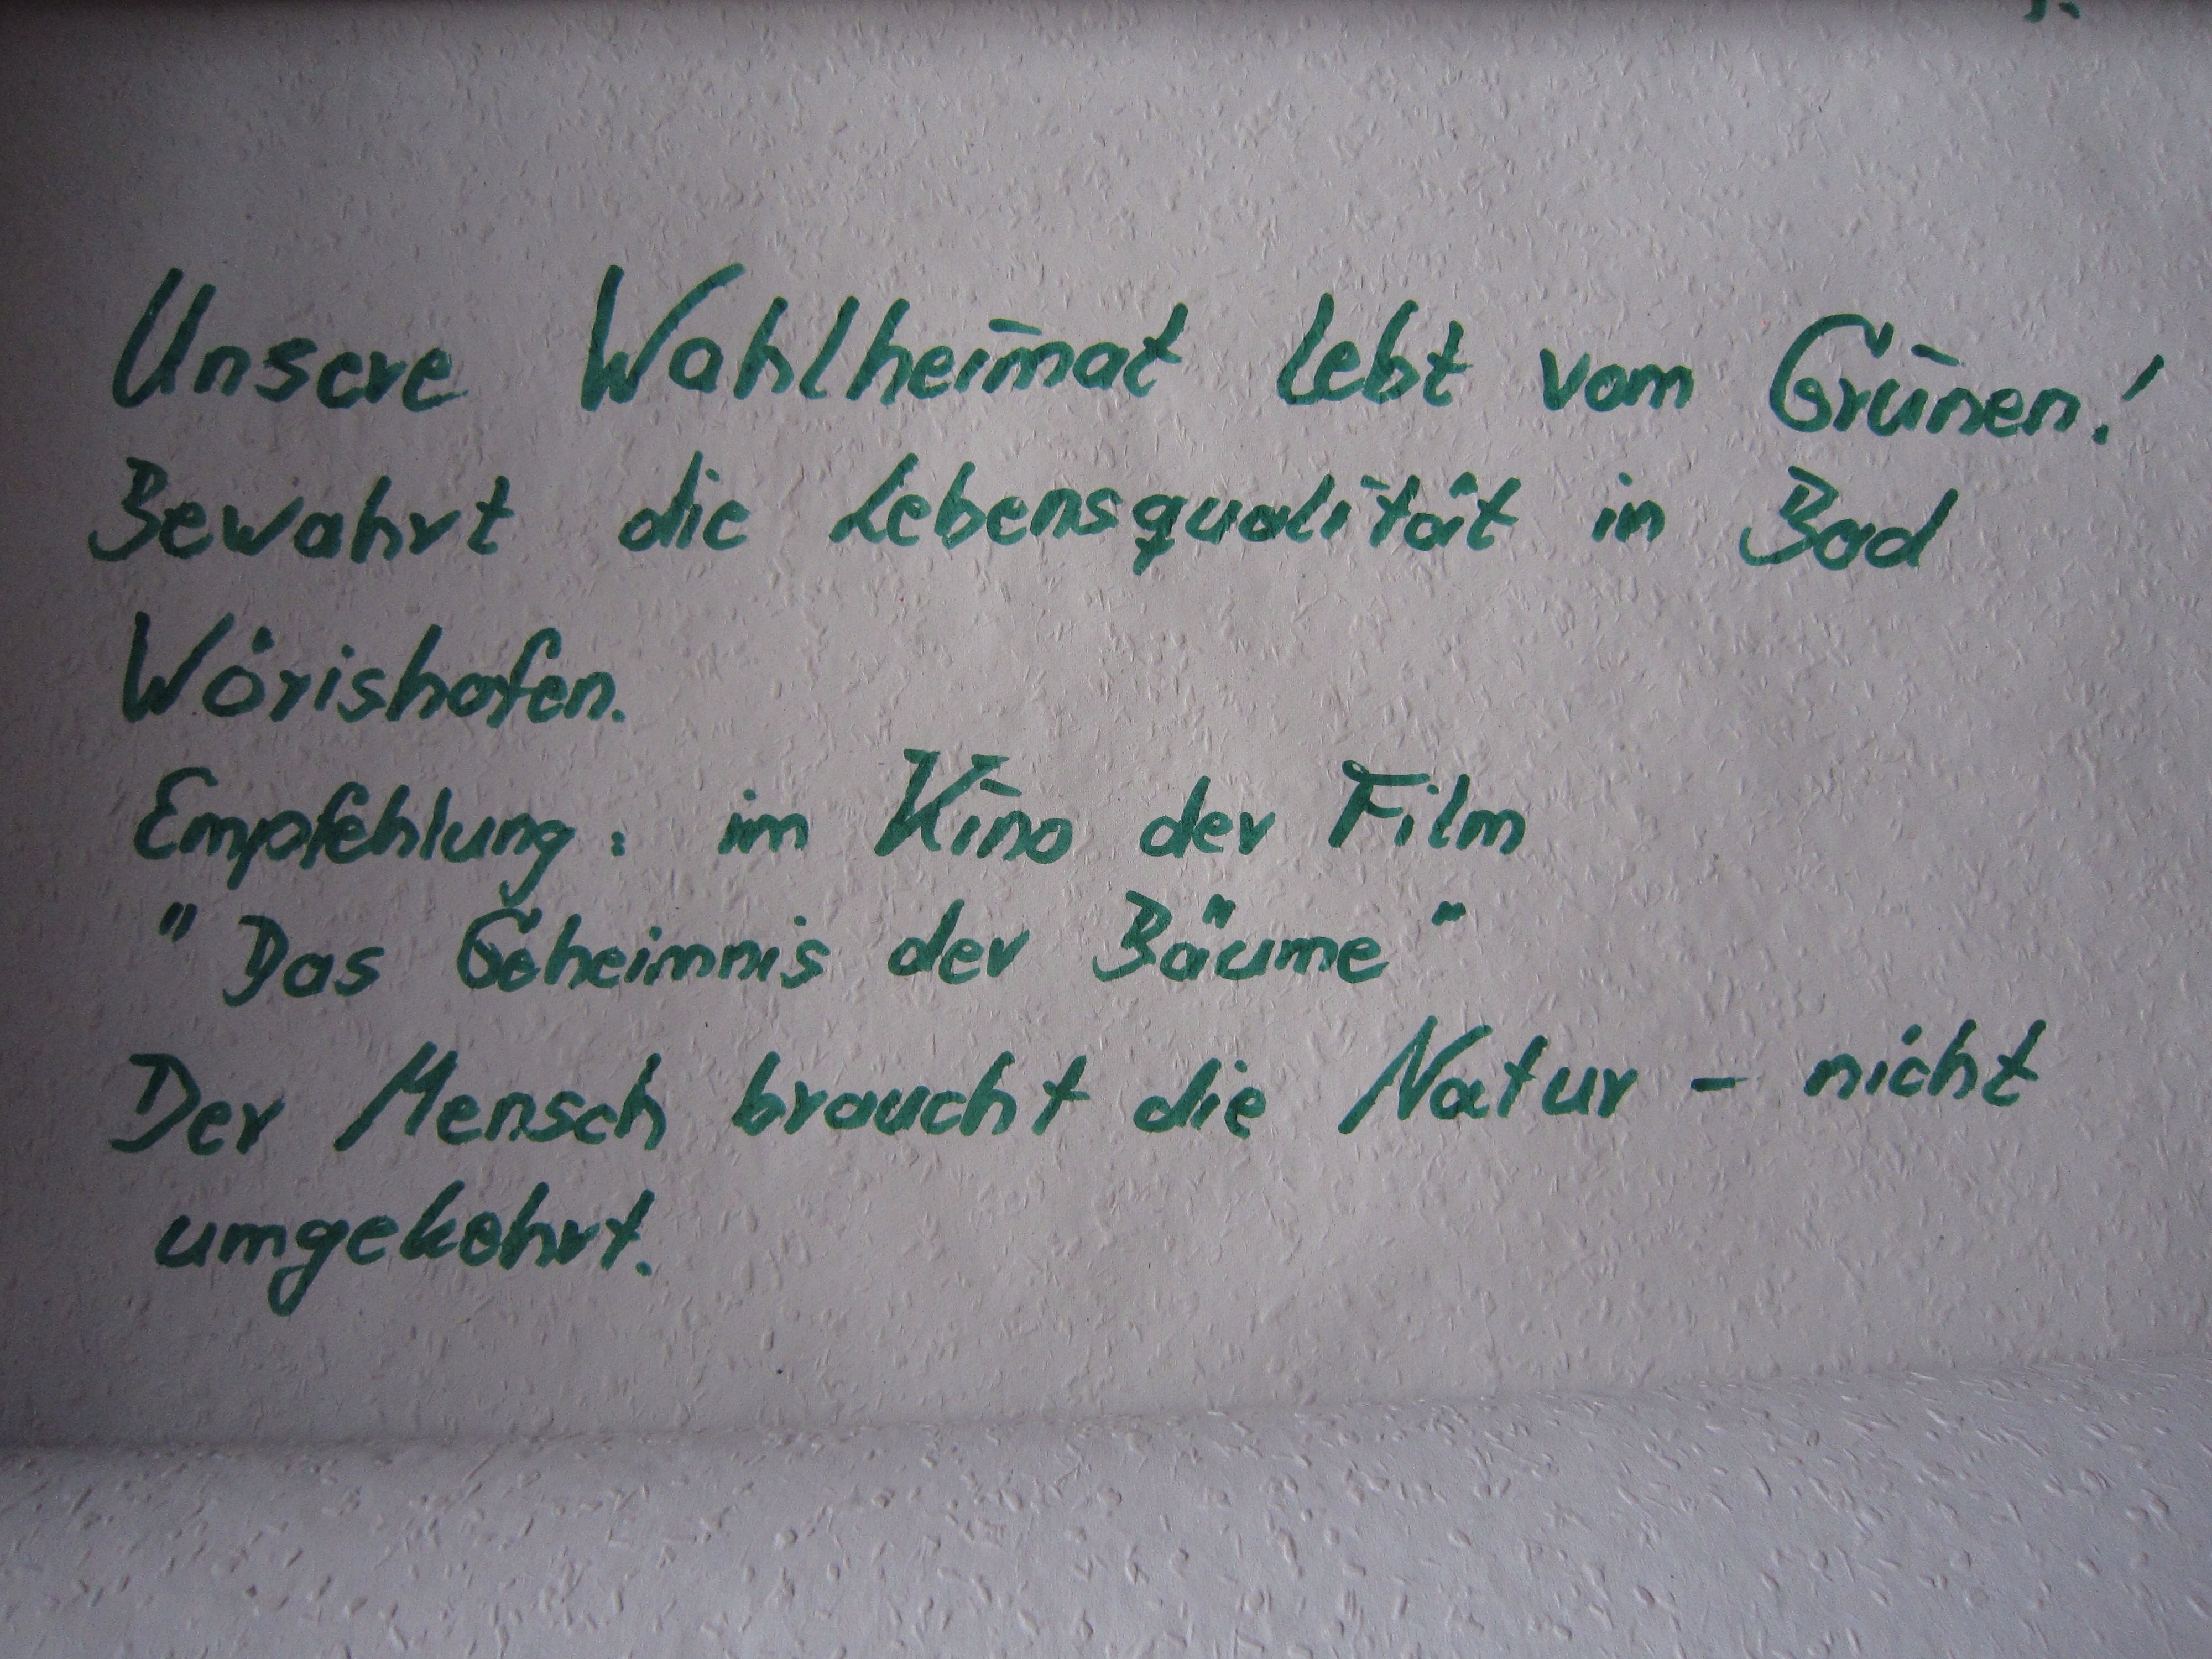 Unsere Wahlheimat lebt vom Grünen!
Bewahrt die Lebensqualität in Bad
Wörishofen.
Empfehlung: im Kino der Film
"Das Geheimnis der Bäume"
Der Mensch braucht die Natur - nicht
umgekehrt.